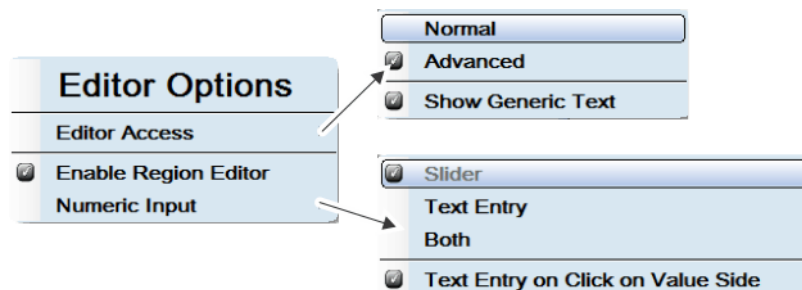 Editor Options
Editor Access
Enable Region Editor
Numeric Input
Normal
Advanced
Show Generic Text
Slider
Text Entry
Both
Text Entry on Click on Value Side